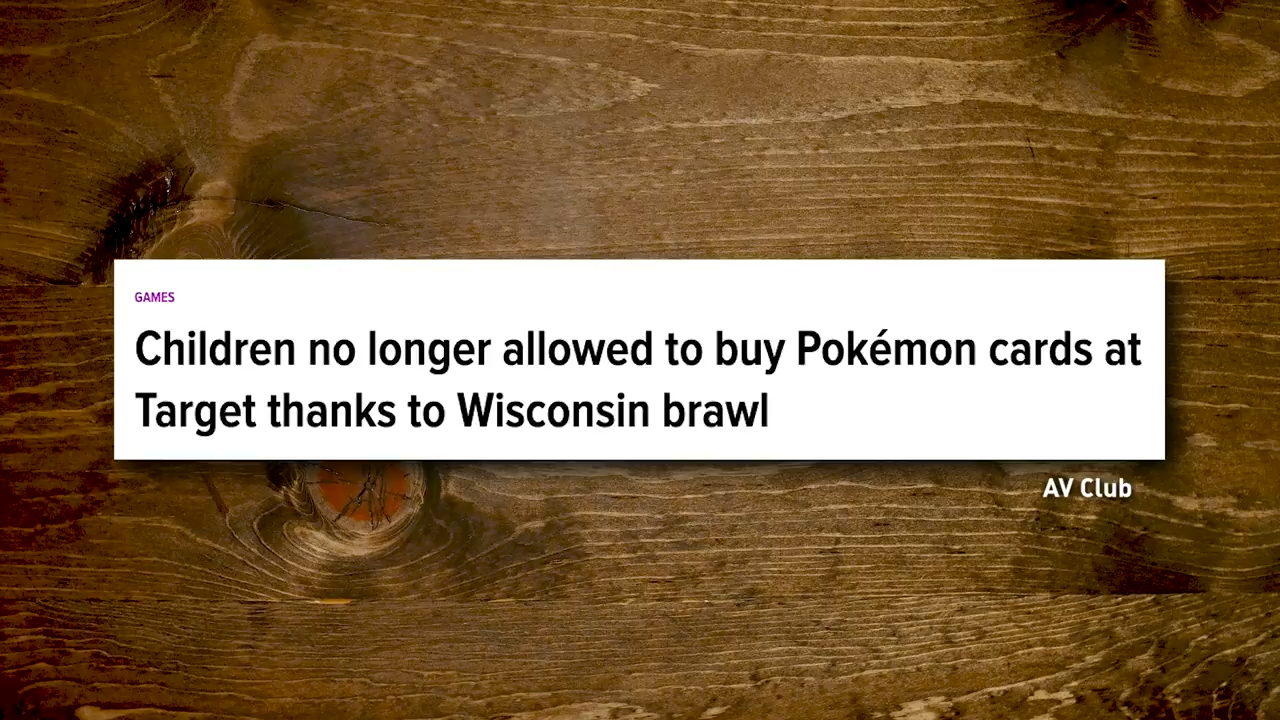 GAMES
Children no longer allowed to buy Pokémon cards at
Target thanks to Wisconsin brawl
AV Club